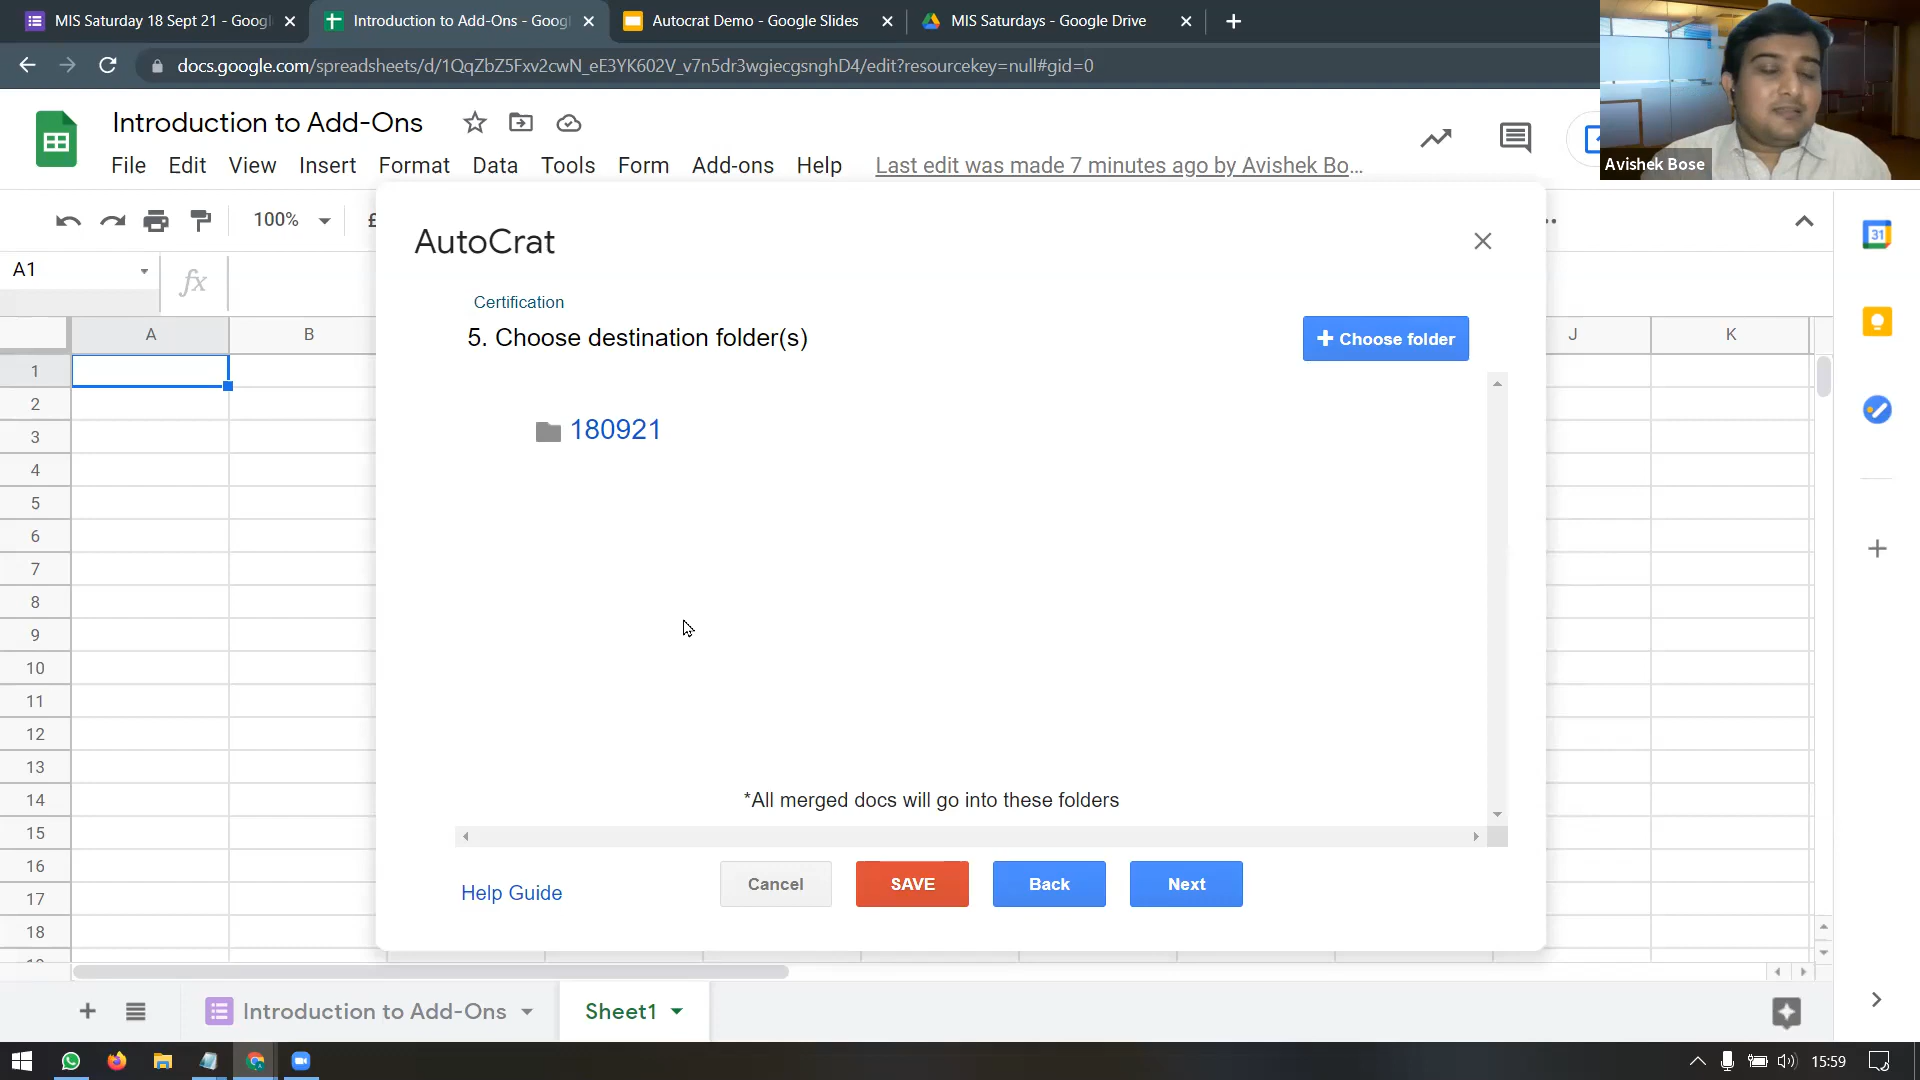 MIS Saturday 18 Sept 21 - Googl
Introduction to Add-Ons - Goog
Autocrat Demo - Google Slides
MIS Saturdays - Google Drive
docs.google.com/spreadsheets/d/1QqZbZ5Fxv2cwN_eE3YK602V_v7n5dr3wgiecgsnghD4/edit?resourcekey=null#gid=0
Avishek Bose
Introduction to Add-Ons
File Edit View Insert Format Data Tools Form Add-ons Help Last edit was made 7 minutes ago by Avishek Bo...
100% £
31
A1
fx
AutoCrat
Certification
5. Choose destination folder(s)
+ Choose folder
A B J K
180921
1
2
3
4
5
6
7
8
9
10
11
12
13
14
15
16
17
18
*All merged docs will go into these folders
Help Guide
Cancel
SAVE
Back
Next
Introduction to Add-Ons
Sheet1
15:59